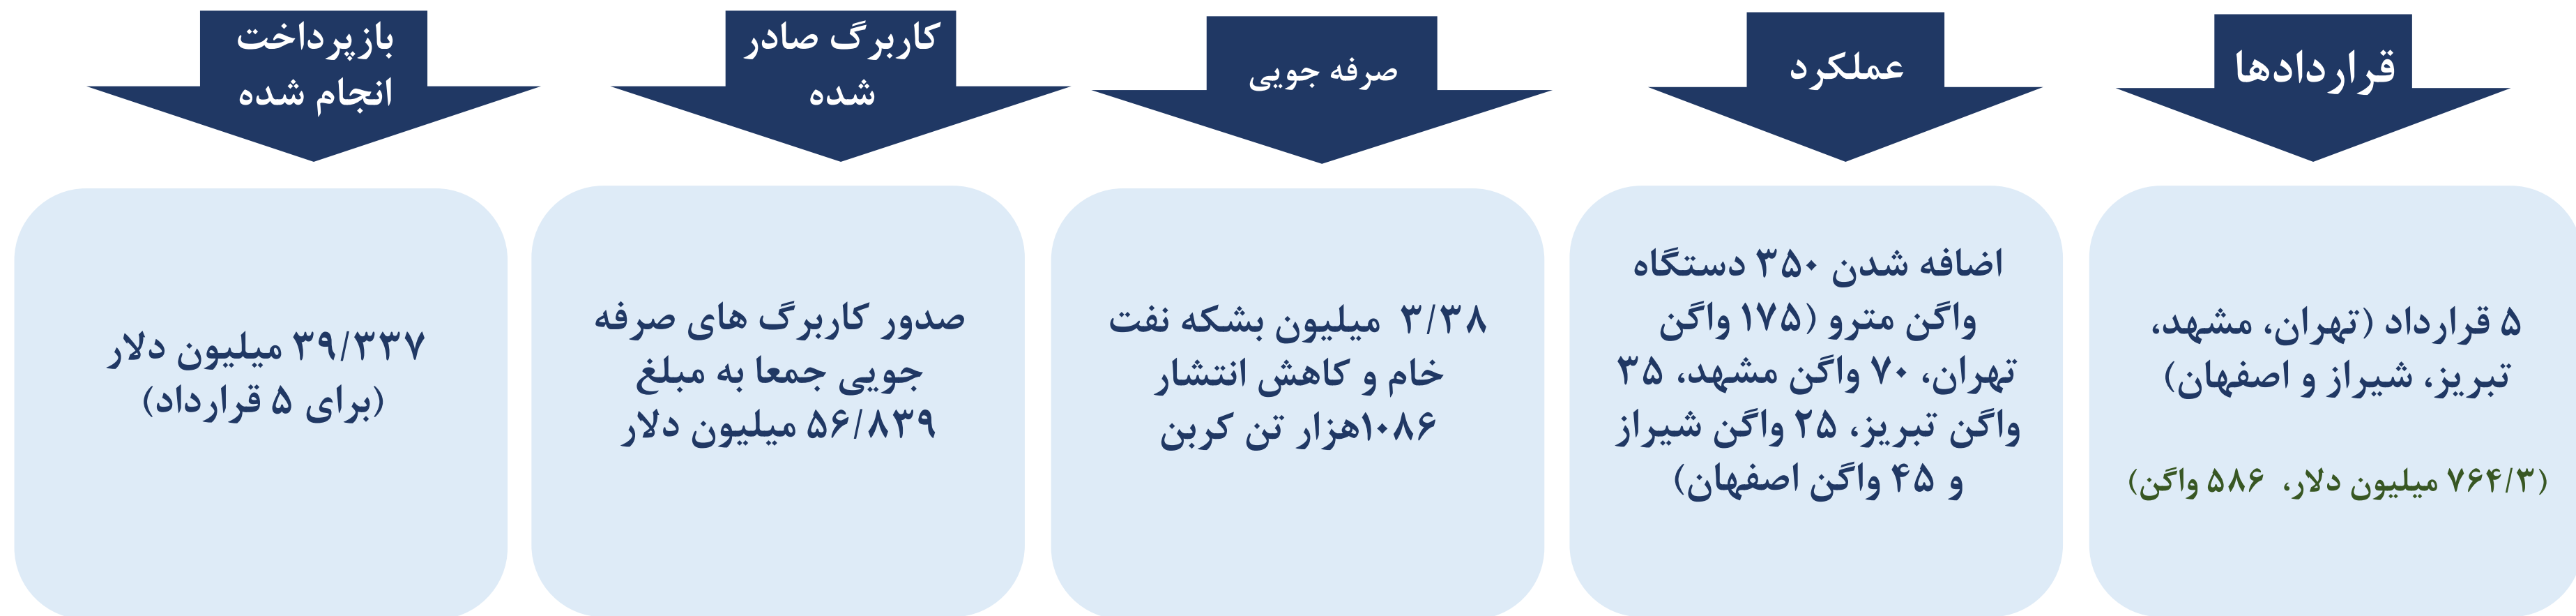 قراردادها
۵ قرارداد (تهران، مشهد،
تبریز، شیراز و اصفهان)
(۷۶۴/۳ میلیون دلار، ۵۸۶ واگن)
عملکرد
اضافه شدن ۳۵۰ دستگاه
واگن مترو (۱۷۵ واگن
تهران، ۷۰ واگن مشهد، ۳۵
واگن تبریز، ۲۵ واگن شیراز
و ۴۵ واگن اصفهان)
صرفه جویی
۳/۳۸ میلیون بشکه نفت
خام و کاهش انتشار
۱۰۸۶هزار تن کربن
کاربرگ صادر
شده
صدور کاربرگ های صرفه
جویی جمعا به مبلغ
۵۶/۸۳۹ میلیون دلار
بازپرداخت
انجام شده
۳۹/۳۳۷ میلیون دلار
(برای ۵ قرارداد)